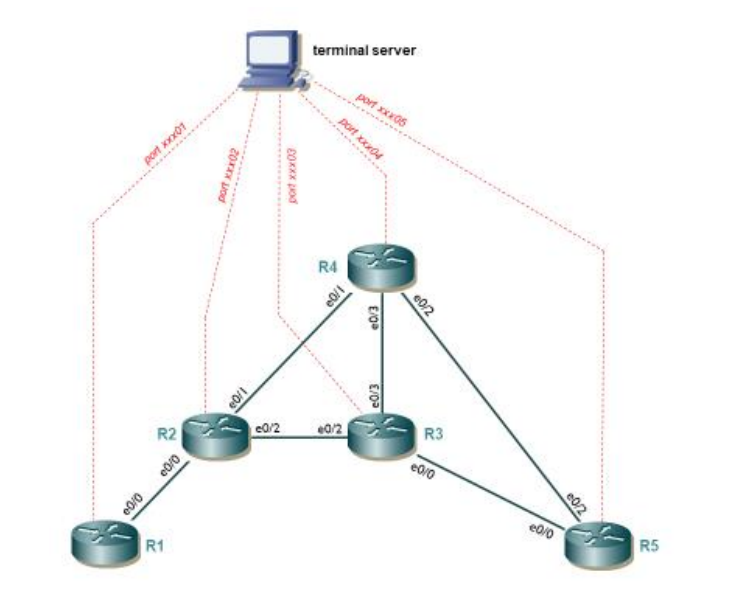 terminal server
port xxx01
port xxx02
port xxx03
port xxx04
port xxx05
R4
e0/1
e0/3
e0/2
e0/1
e0/3
R2
e0/2
e0/2
R3
e0/0
e0/0
e0/2
e0/0
e0/0
R1
R5